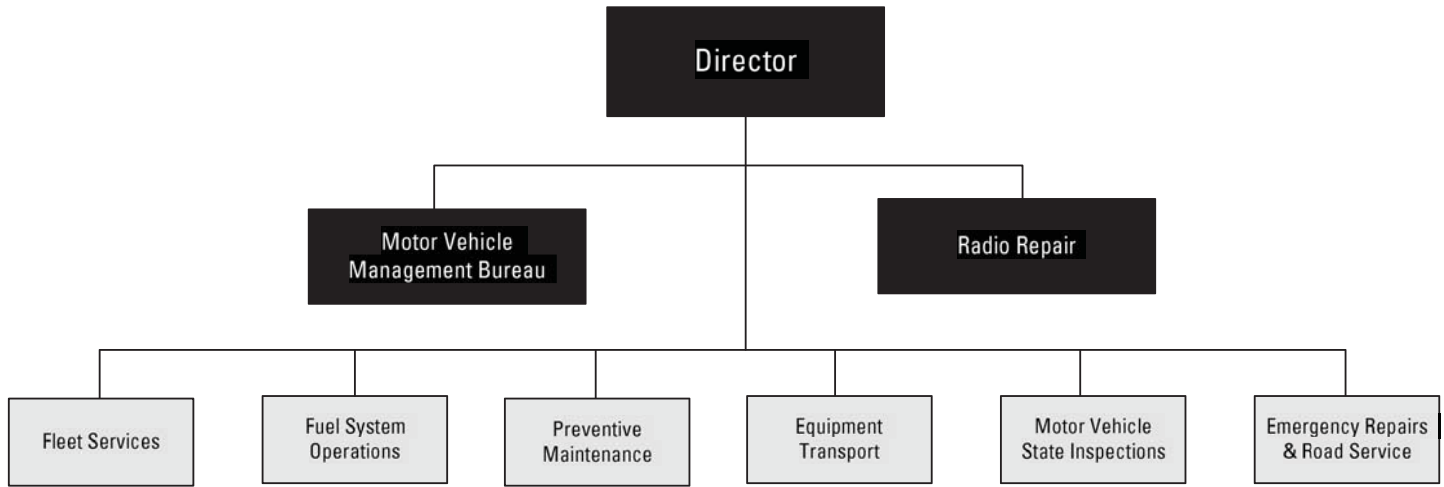 Director
Motor Vehicle
Management Bureau
Radio Repair
Fleet Services
Fuel System
Operations
Preventive
Maintenance
Equipment
Transport
Motor Vehicle
State Inspections
Emergency Repairs
& Road Service